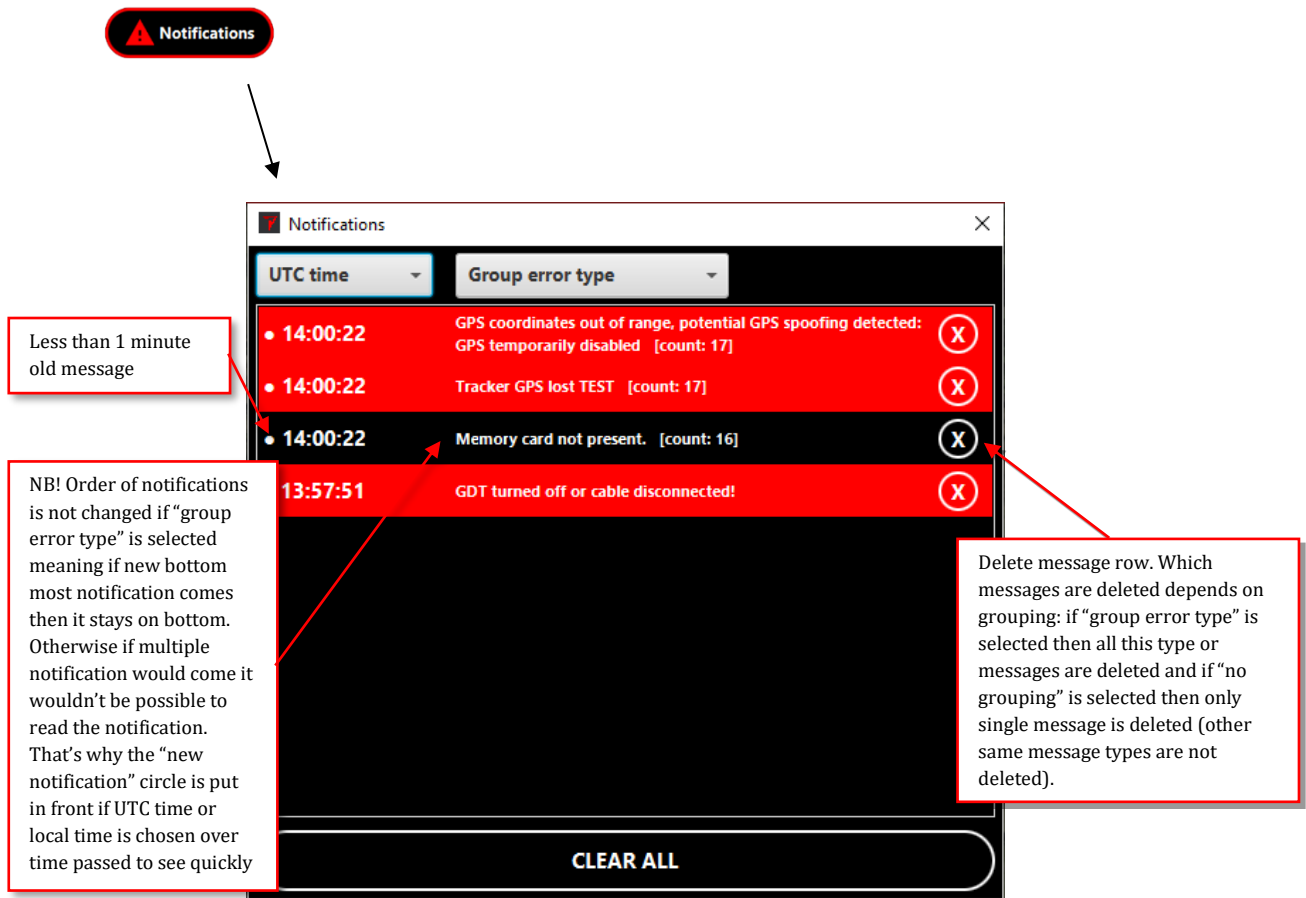 Notifications
Notifications
UTC time
Group error type
• 14:00:22
GPS coordinates out of range, potential GPS spoofing detected:
GPS temporarily disabled [count: 17]
X
• 14:00:22
Tracker GPS lost TEST [count: 17]
X
• 14:00:22
Memory card not present. [count: 16]
X
13:57:51
GDT turned off or cable disconnected!
X
CLEAR ALL
Less than 1 minute
old message
NB! Order of notifications
is not changed if “group
error type” is selected
meaning if new bottom
most notification comes
then it stays on bottom.
Otherwise if multiple
notification would come it
wouldn’t be possible to
read the notification.
That’s why the “new
notification” circle is put
in front if UTC time or
local time is chosen over
time passed to see quickly
Delete message row. Which
messages are deleted depends on
grouping: if “group error type” is
selected then all this type or
messages are deleted and if “no
grouping” is selected then only
single message is deleted (other
same message types are not
deleted).